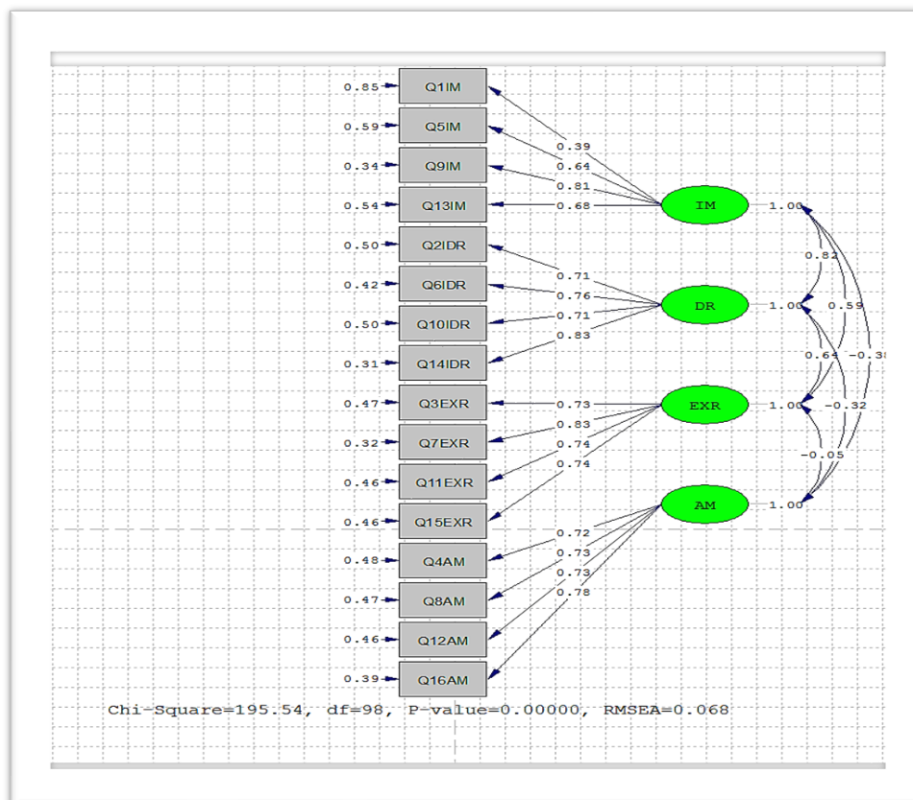 0.85 Q1IM
0.59 Q5IM
0.39
0.34 Q9IM
0.64
0.81
0.54 Q13IM 0.68 IM 1.00
0.50 Q2IDR
0.82
0.71
0.42 Q6IDR
0.76
DR 1.00 0.59
0.50 Q10IDR 0.71
0.83
0.31 Q14IDR
0.64 -0.38
0.47 Q3EXR 0.73 EXR 1.00 -0.32
0.83
0.32 Q7EXR
0.74
0.74
-0.05
0.46 Q11EXR
AM 1.00
0.46 Q15EXR
0.72
0.73
0.48 Q4AM
0.73
0.78
0.47 Q8AM
0.46 Q12AM
0.39 Q16AM
Chi-Square=195.54, df=98, P-value=0.00000, RMSEA=0.068